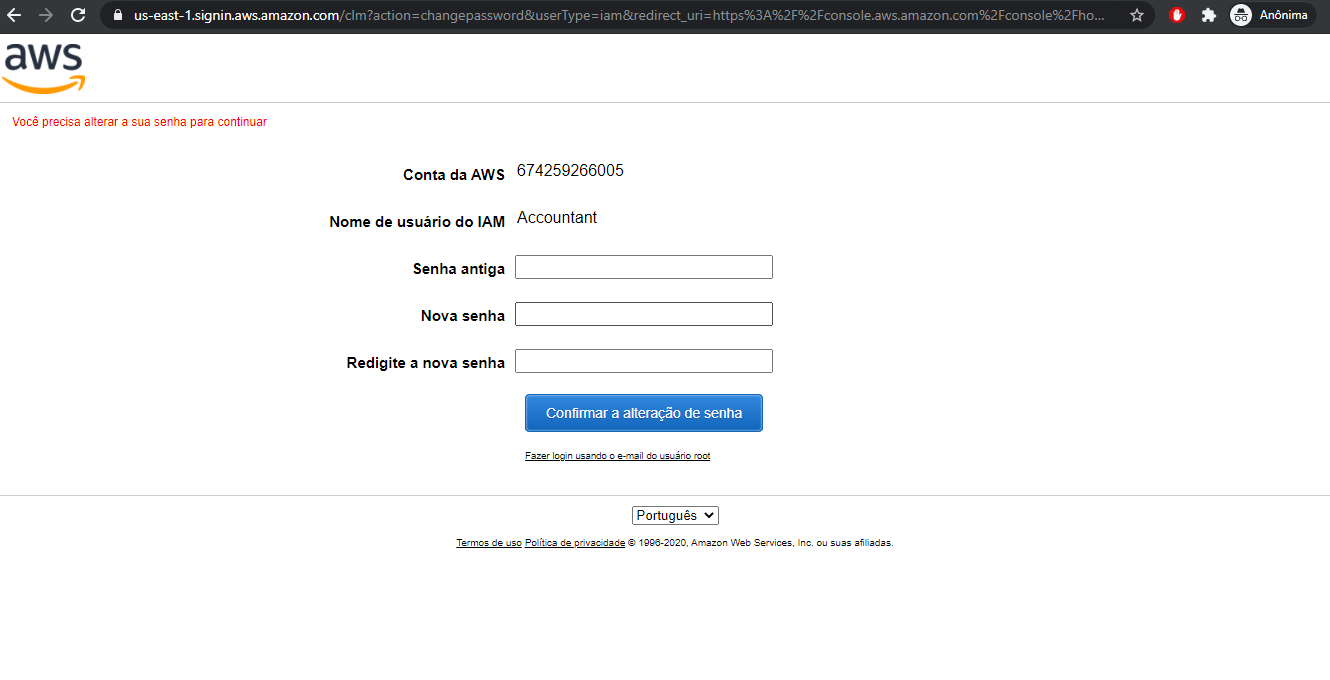 us-east-1.signin.aws.amazon.com/clm?action=changepassword&userType=iam&redirect_uri=https%3A%2F%2Fconsole.aws.amazon.com%2Fconsole%2Fho...
Anônima
aws
Você precisa alterar a sua senha para continuar
Conta da AWS 674259266005
Nome de usuário do IAM Accountant
Senha antiga
Nova senha
Redigite a nova senha
Confirmar a alteração de senha
Fazer login usando o e-mail do usuário root
Português
Termos de uso Política de privacidade © 1996-2020, Amazon Web Services, Inc. ou suas afiliadas.